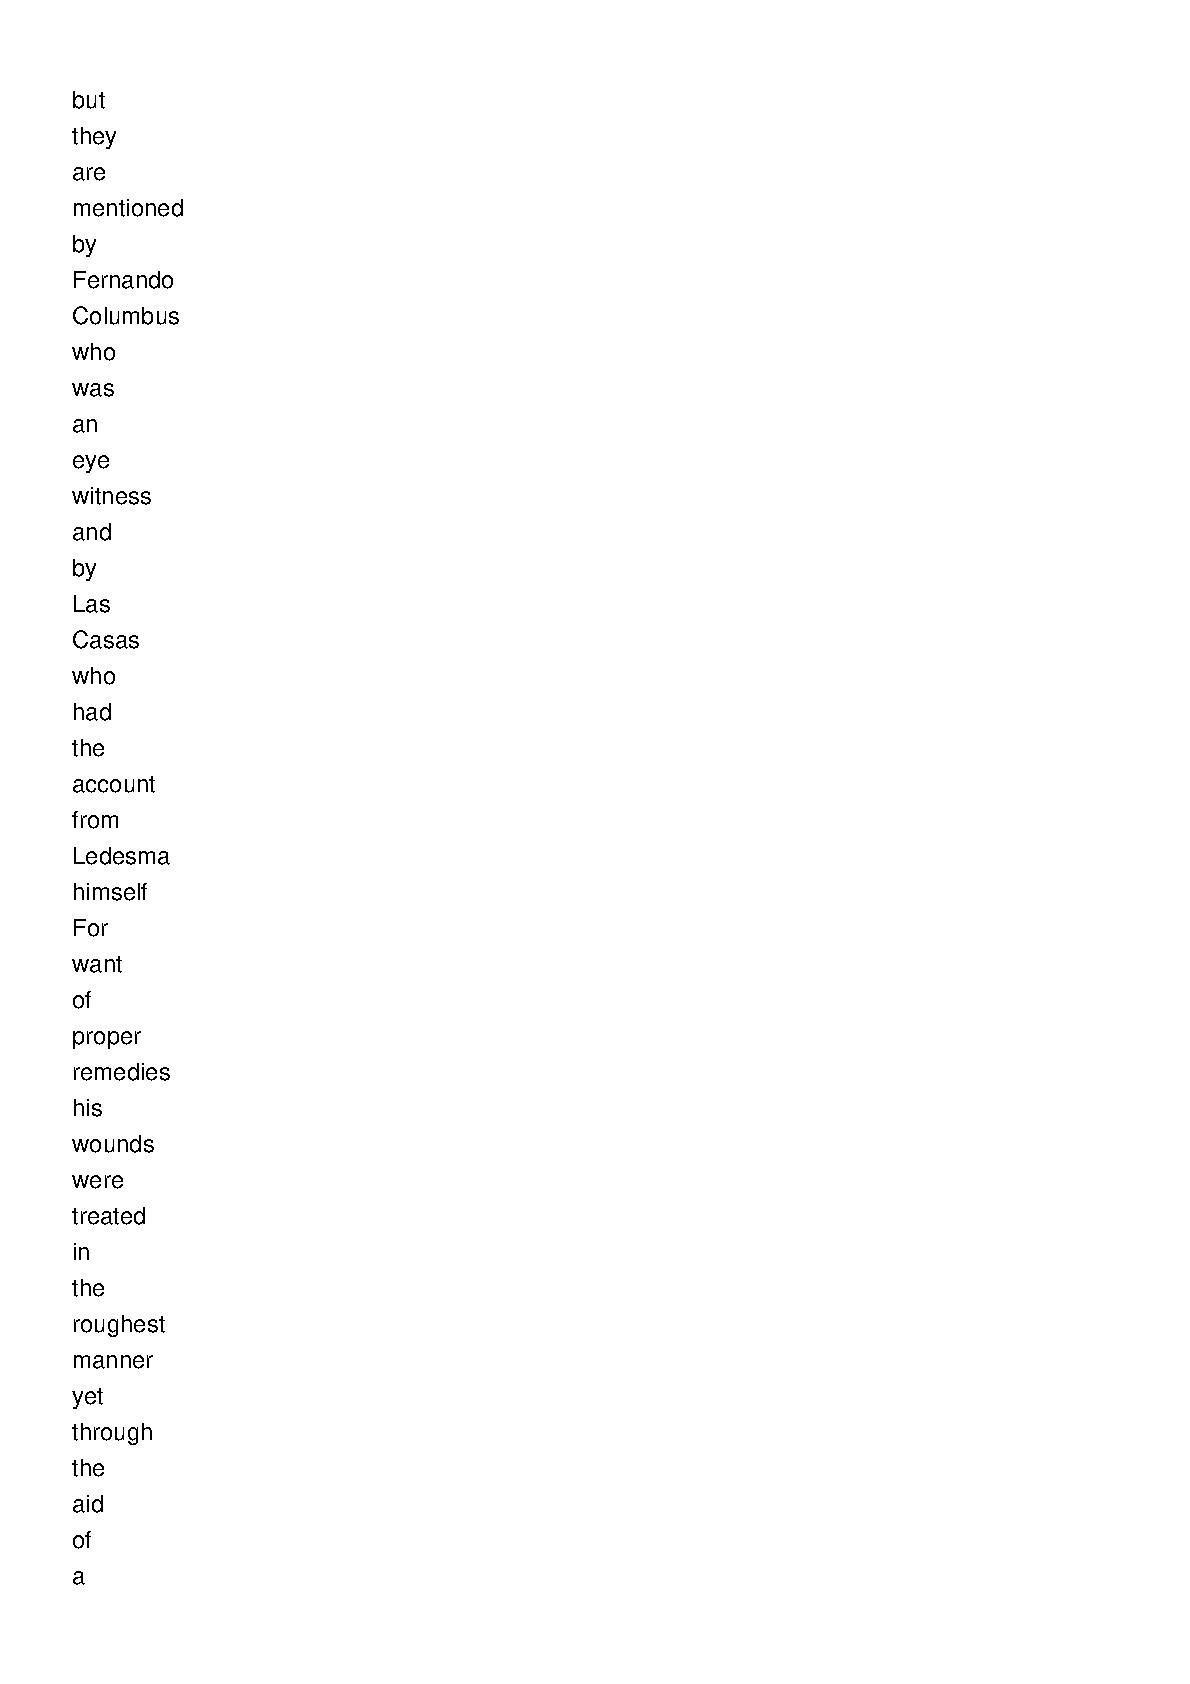 but
they
are
mentioned
by
Fernando
Columbus
who
was
an
eye
witness
and
by
Las
Casas
who
had
the
account
from
Ledesma
himself
For
want
of
proper
remedies
his
wounds
were
treated
in
the
roughest
manner
yet
through
the
aid
of
a